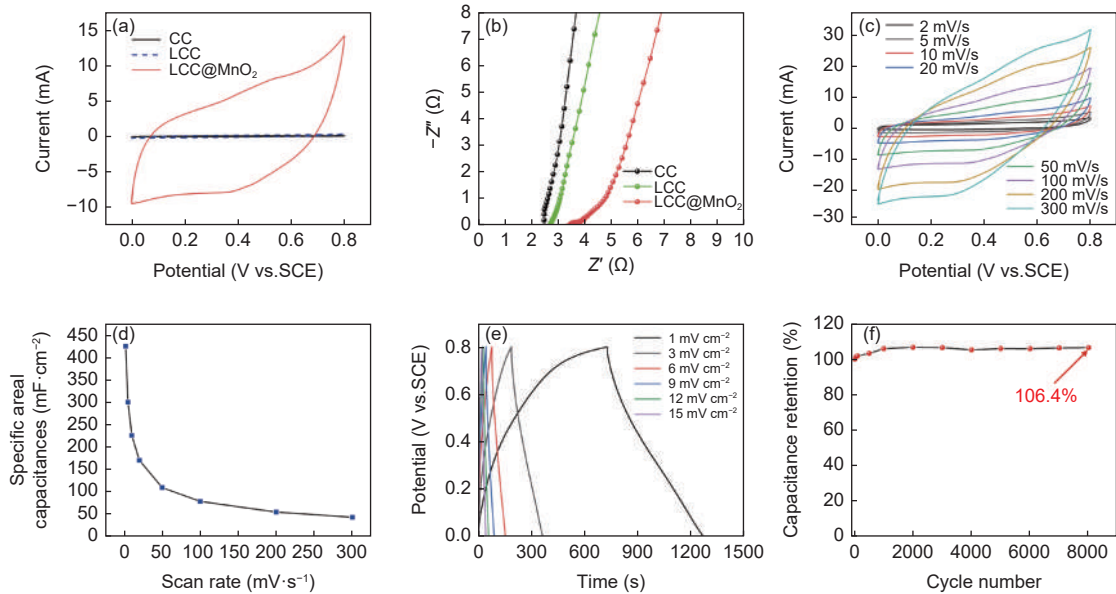 (a)
CC
LCC
LCC@MnO₂
15
10
5
0
−5
−10
Current (mA)
0.0 0.2 0.4 0.6 0.8
Potential (V vs.SCE)
(b)
8
7
6
5
4
3
2
1
0
−Z″ (Ω)
CC
LCC
LCC@MnO₂
0 1 2 3 4 5 6 7 8 9 10
Z′ (Ω)
(c)
2 mV/s
5 mV/s
10 mV/s
20 mV/s
30
20
10
0
−10
−20
−30
Current (mA)
50 mV/s
100 mV/s
200 mV/s
300 mV/s
0.0 0.2 0.4 0.6 0.8
Potential (V vs.SCE)
(d)
450
400
350
300
250
200
150
100
50
0
Specific areal
capacitances (mF·cm⁻²)
0 50 100 150 200 250 300
Scan rate (mV·s⁻¹)
(e)
1 mV cm⁻²
3 mV cm⁻²
6 mV cm⁻²
9 mV cm⁻²
12 mV cm⁻²
15 mV cm⁻²
0.8
0.6
0.4
0.2
0.0
Potential (V vs.SCE)
0 300 600 900 1200 1500
Time (s)
(f)
120
100
80
60
40
20
0
Capacitance retention (%)
106.4%
0 2000 4000 6000 8000
Cycle number